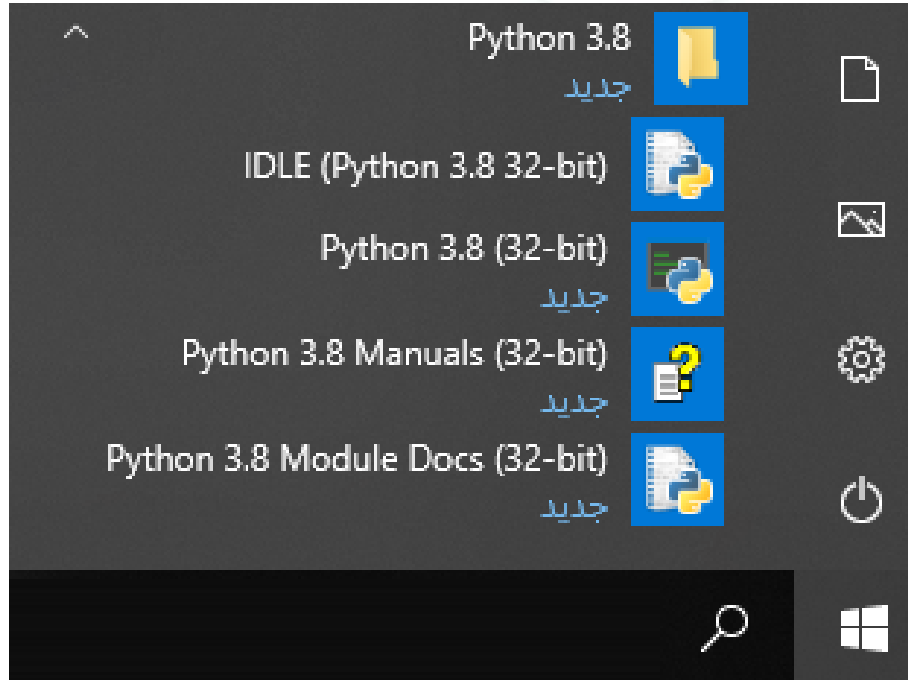 Python 3.8
جديد
IDLE (Python 3.8 32-bit)
Python 3.8 (32-bit)
جديد
Python 3.8 Manuals (32-bit)
جديد
Python 3.8 Module Docs (32-bit)
جديد